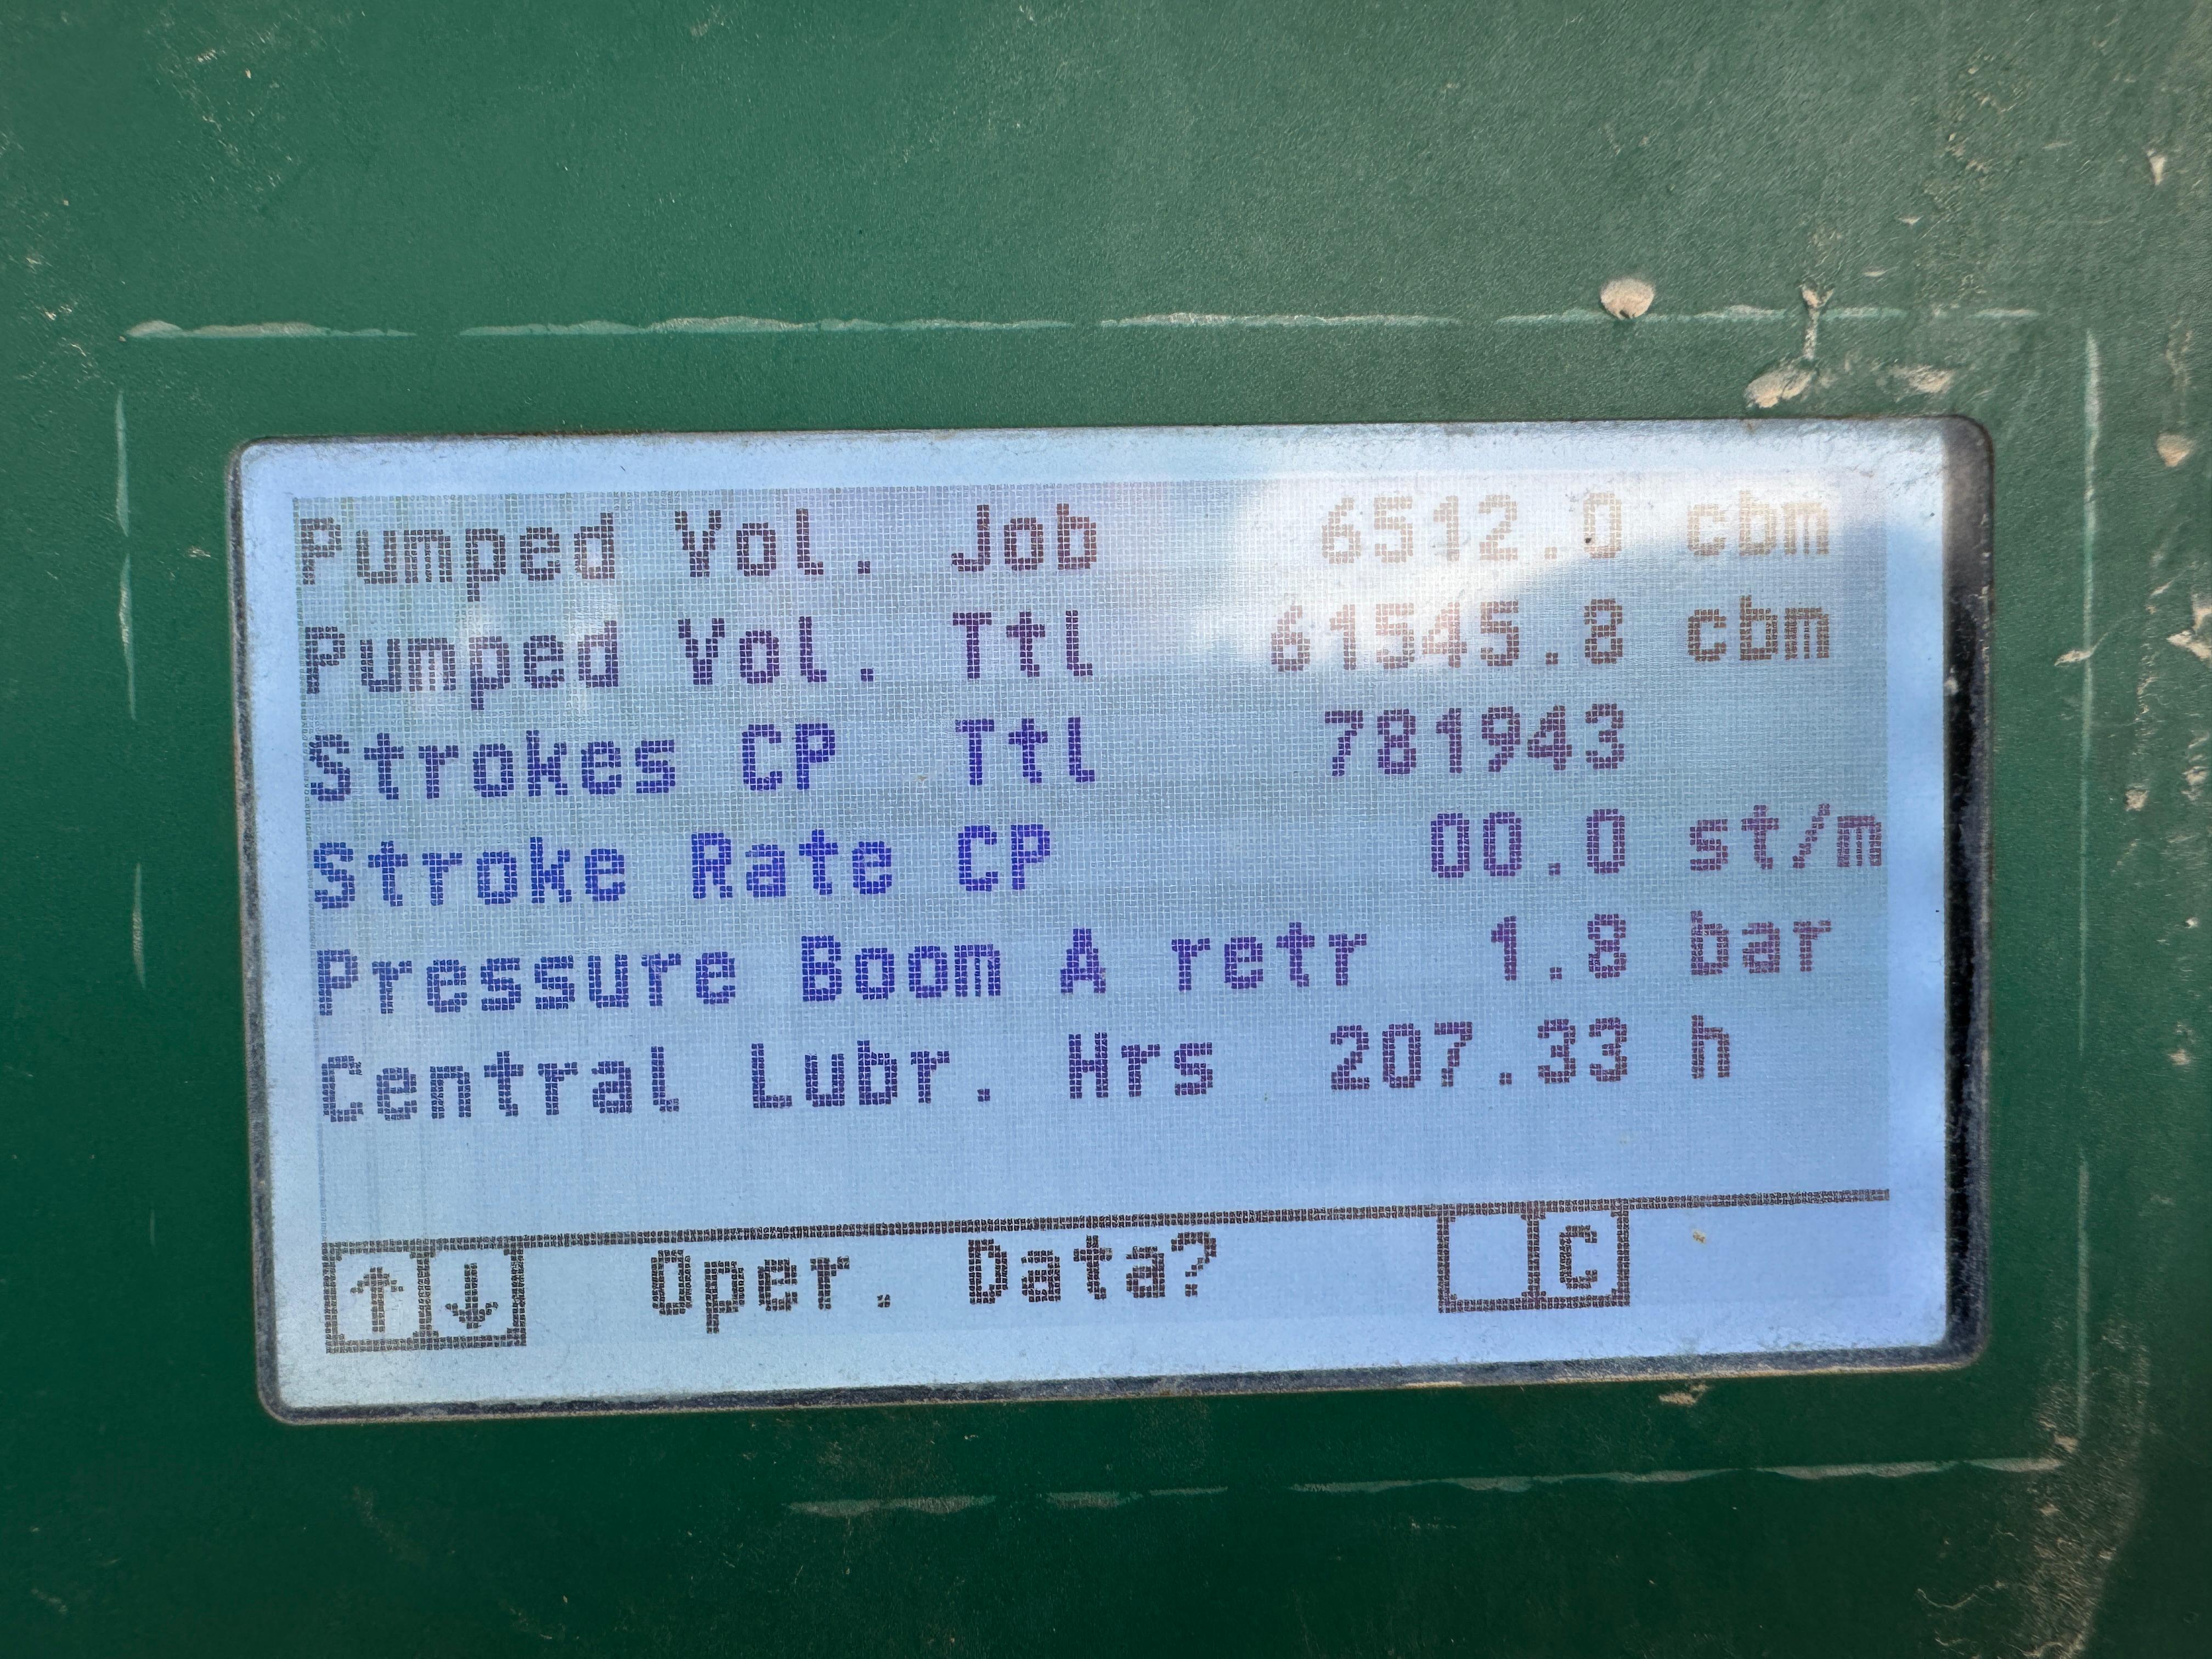 Pumped Vol. Job 6512.0 cbm
Pumped Vol. Ttl 61545.8 cbm
Strokes CP Ttl 781943
Stroke Rate CP 00.0 st/m
Pressure Boom A retr 1.8 bar
Central Lubr. Hrs 207.33 h
↑ ↓ Oper. Data? C